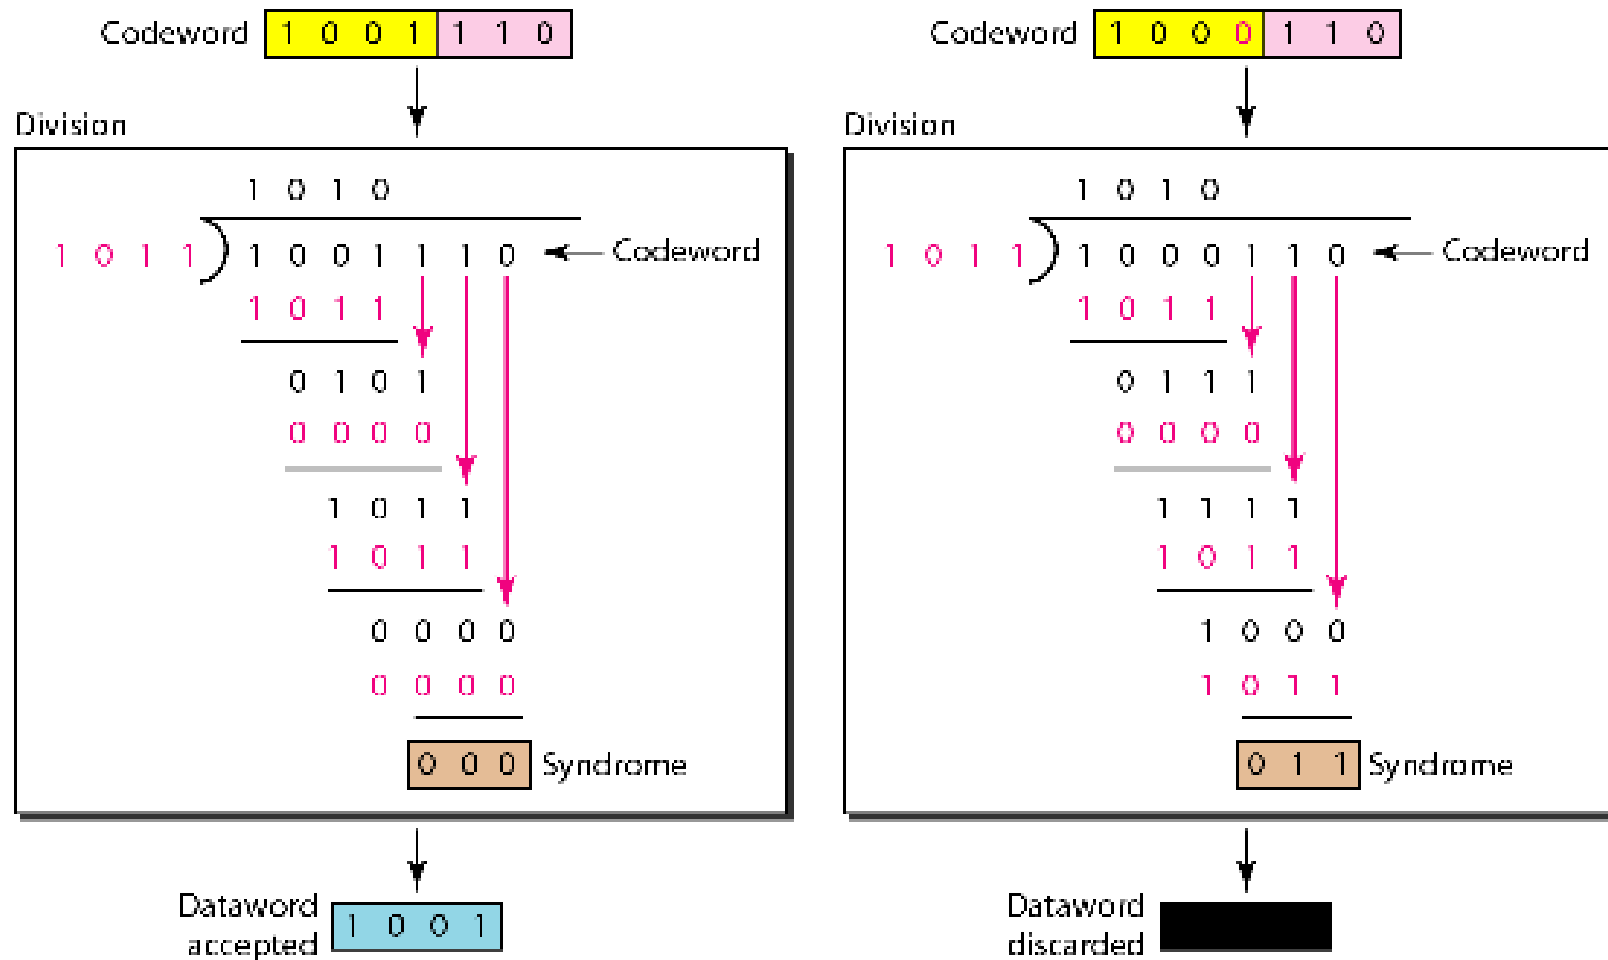 Codeword 1 0 0 1 1 1 0
Division
1 0 1 0
1 0 1 1 1 0 0 1 1 1 0 Codeword
1 0 1 1
0 1 0 1
0 0 0 0
1 0 1 1
1 0 1 1
0 0 0 0
0 0 0 0
0 0 0 Syndrome
Dataword
accepted
1 0 0 1
Codeword 1 0 0 0 1 1 0
Division
1 0 1 0
1 0 1 1 1 0 0 0 1 1 0 Codeword
1 0 1 1
0 1 1 1
0 0 0 0
1 1 1 1
1 0 1 1
1 0 0 0
1 0 1 1
0 1 1 Syndrome
Dataword
discarded